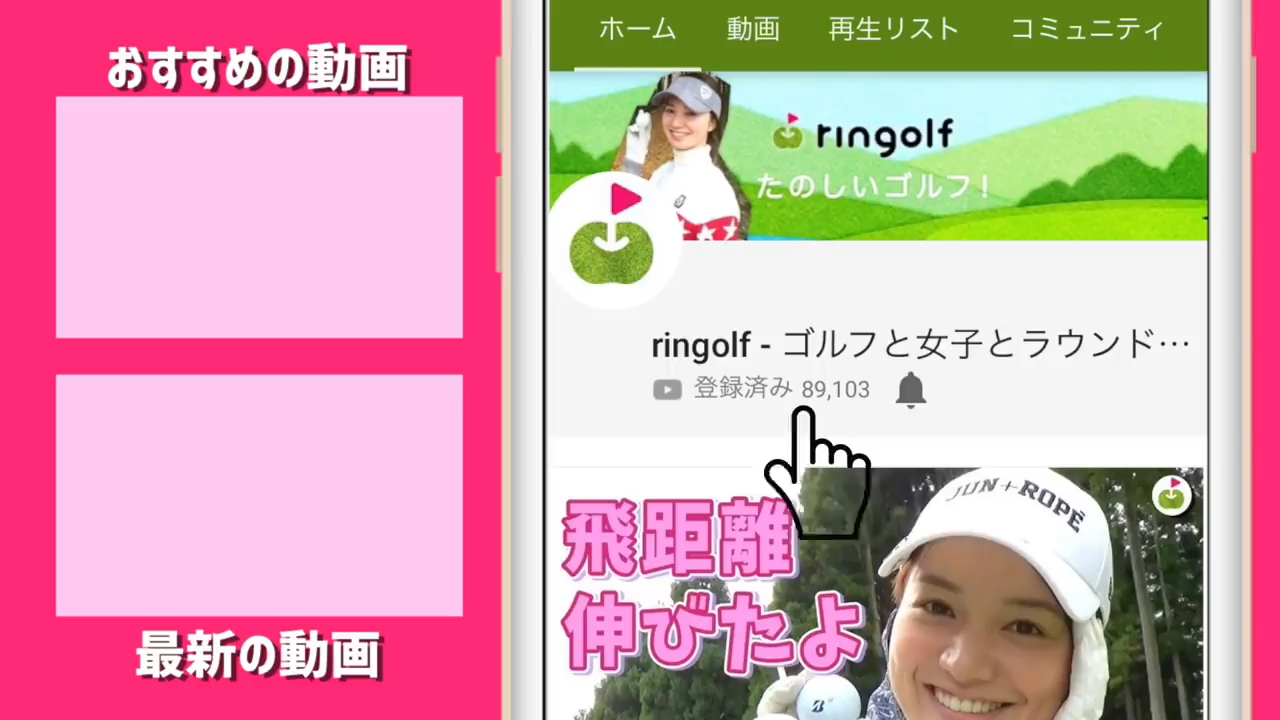 おすすめの動画
最新の動画
ホーム 動画 再生リスト コミュニティ
ringolf
たのしいゴルフ！
ringolf - ゴルフと女子とラウンド…
登録済み 89,103
飛距離
伸びたよ
JUN+ROPÉ
B